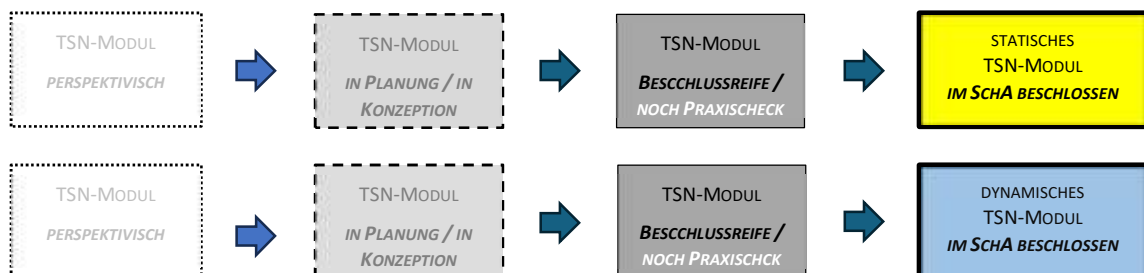 TSN-MODUL
PERSPEKTIVISCH
TSN-MODUL
IN PLANUNG / IN
KONZEPTION
TSN-MODUL
BESCCHLUSSREIFE /
NOCH PRAXISCHECK
STATISCHES
TSN-MODUL
IM SCHA BESCHLOSSEN
TSN-MODUL
PERSPEKTIVISCH
TSN-MODUL
IN PLANUNG / IN
KONZEPTION
TSN-MODUL
BESCCHLUSSREIFE /
NOCH PRAXISCHCK
DYNAMISCHES
TSN-MODUL
IM SCHA BESCHLOSSEN